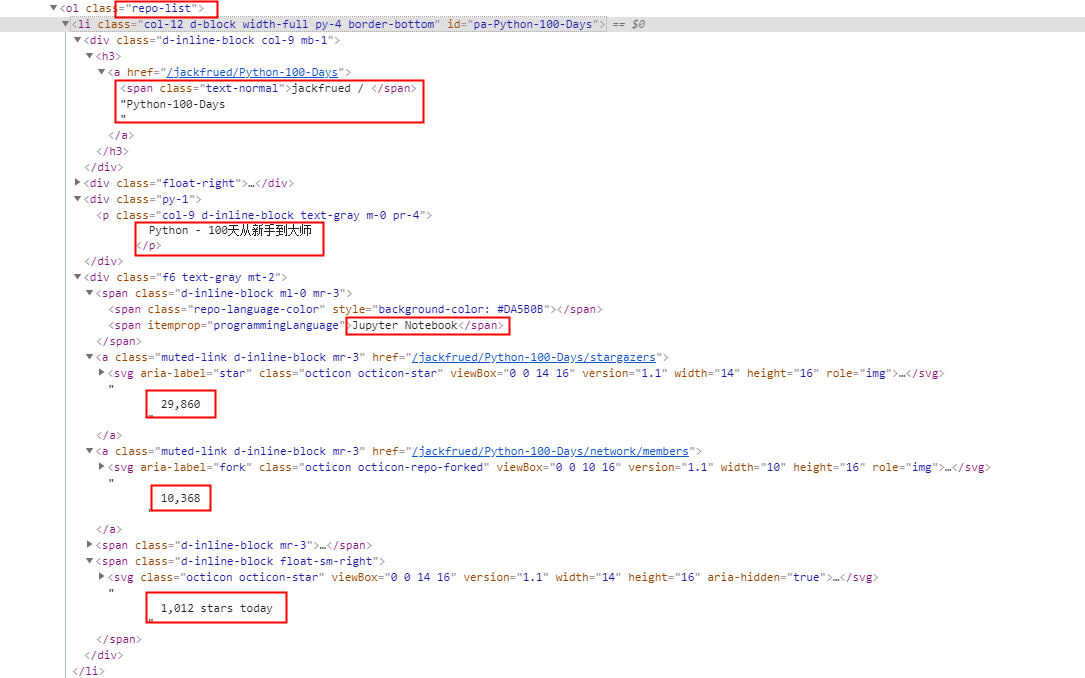 ▼<ol class="repo-list">
▼<li class="col-12 d-block width-full py-4 border-bottom" id="pa-Python-100-Days"> == $0
▼<div class="d-inline-block col-9 mb-1">
▼<h3>
▼<a href="/jackfrued/Python-100-Days">
<span class="text-normal">jackfrued / </span>
"Python-100-Days
"
</a>
</h3>
</div>
▶<div class="float-right">…</div>
▼<div class="py-1">
<p class="col-9 d-inline-block text-gray m-0 pr-4">
Python - 100天从新手到大师
</p>
</div>
▼<div class="f6 text-gray mt-2">
▼<span class="d-inline-block ml-0 mr-3">
<span class="repo-language-color" style="background-color: #DA5B0B"></span>
<span itemprop="programmingLanguage">Jupyter Notebook</span>
</span>
▼<a class="muted-link d-inline-block mr-3" href="/jackfrued/Python-100-Days/stargazers">
▶<svg aria-label="star" class="octicon octicon-star" viewBox="0 0 14 16" version="1.1" width="14" height="16" role="img">…</svg>
"
29,860
"
</a>
▼<a class="muted-link d-inline-block mr-3" href="/jackfrued/Python-100-Days/network/members">
▶<svg aria-label="fork" class="octicon octicon-repo-forked" viewBox="0 0 10 16" version="1.1" width="10" height="16" role="img">…</svg>
"
10,368
"
</a>
▶<span class="d-inline-block mr-3">…</span>
▼<span class="d-inline-block float-sm-right">
▶<svg class="octicon octicon-star" viewBox="0 0 14 16" version="1.1" width="14" height="16" aria-hidden="true">…</svg>
"
1,012 stars today
"
</span>
</div>
</li>